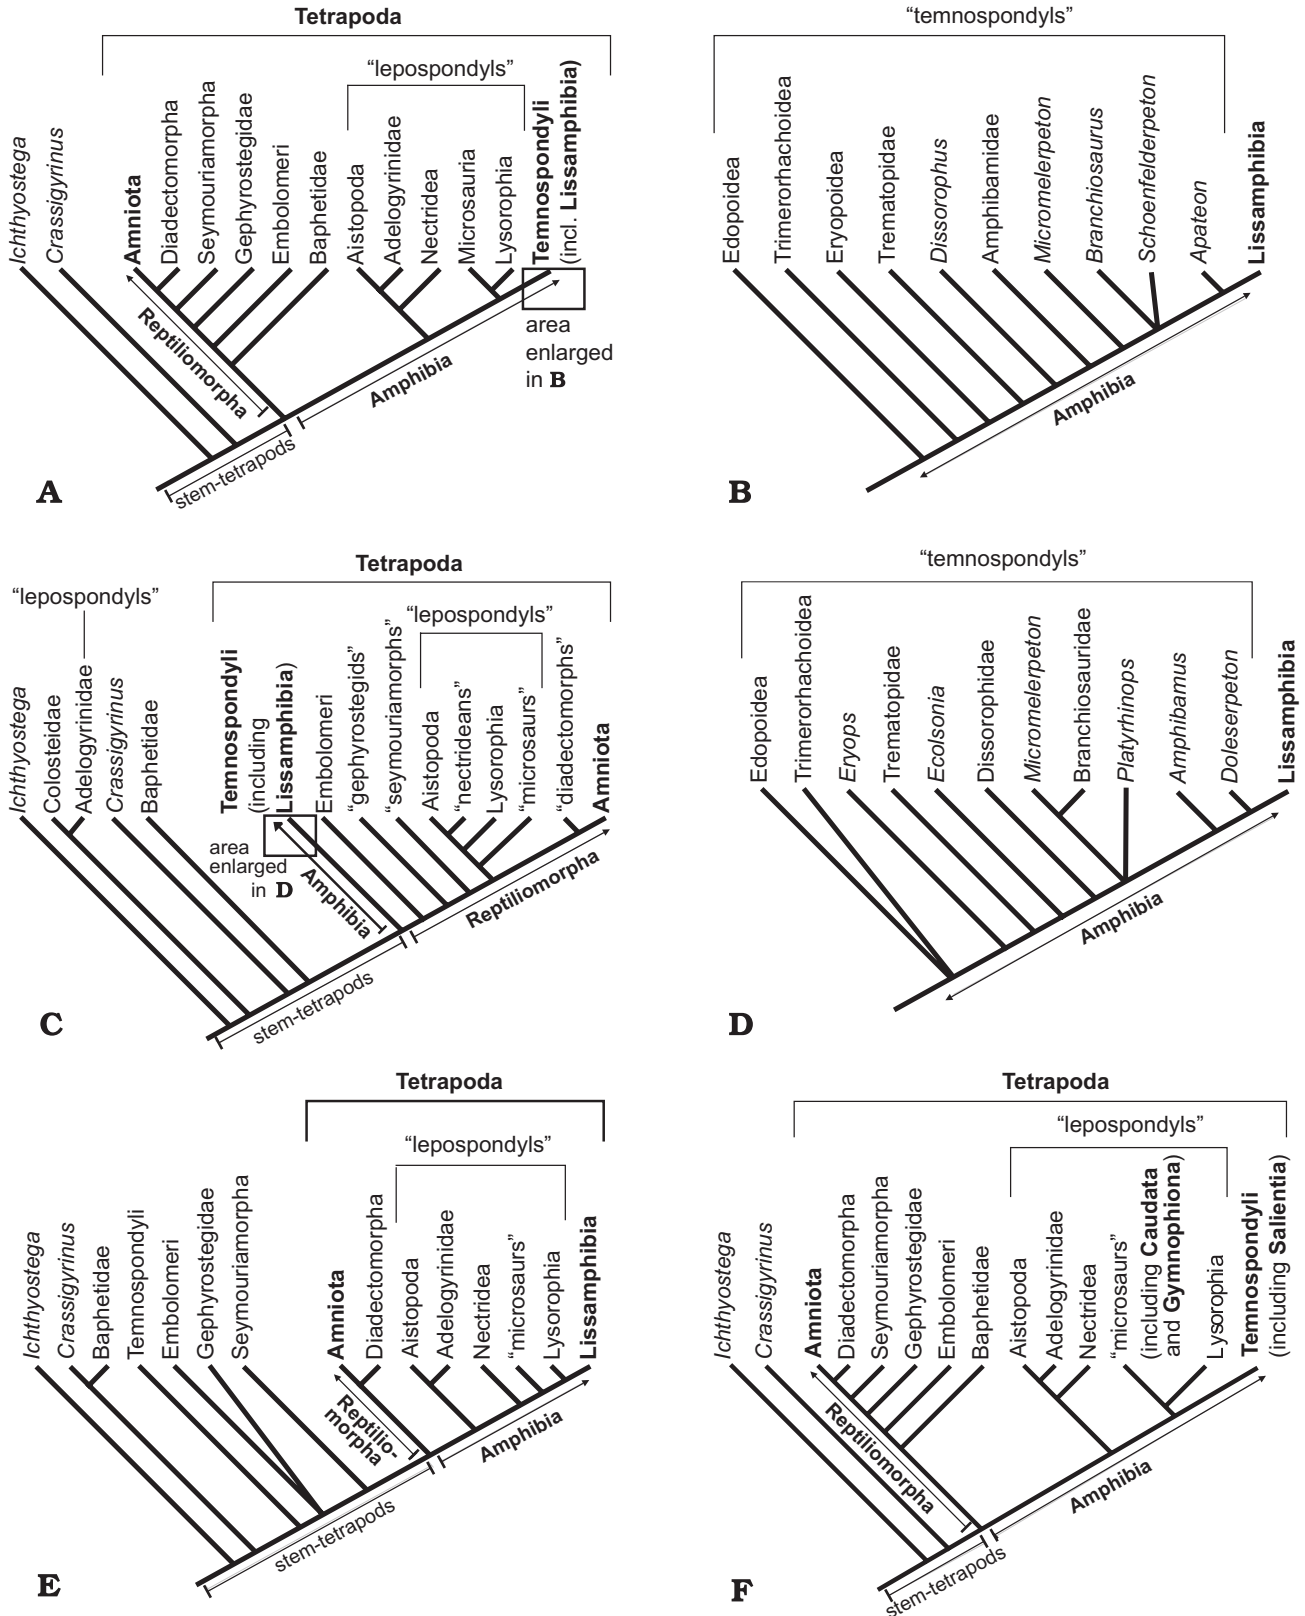 Tetrapoda
“lepospondyls”
Ichthyostega
Crassigyrinus
Amniota
Diadectomorpha
Seymouriamorpha
Gephyrostegidae
Embolomeri
Baphetidae
Aistopoda
Adelogyrinidae
Nectridea
Microsauria
Lysorophia
Temnospondyli
(incl. Lissamphibia)
Reptiliomorpha
Amphibia
area
enlarged
in B
stem-tetrapods
A
“temnospondyls”
Edopoidea
Trimerorhachoidea
Eryopoidea
Trematopidae
Dissorophus
Amphibamidae
Micromelerpeton
Branchiosaurus
Schoenfelderpeton
Apateon
Lissamphibia
Amphibia
B
Tetrapoda
“lepospondyls”
“lepospondyls”
Ichthyostega
Colosteidae
Adelogyrinidae
Crassigyrinus
Baphetidae
Temnospondyli
(including
Lissamphibia)
Embolomeri
“gephyrostegids”
“seymouriamorphs”
Aistopoda
“nectrideans”
Lysorophia
“microsaurs”
“diadectomorphs”
Amniota
area
enlarged
in D
Amphibia
Reptiliomorpha
stem-tetrapods
C
“temnospondyls”
Edopoidea
Trimerorhachoidea
Eryops
Trematopidae
Ecolsonia
Dissorophidae
Micromelerpeton
Branchiosauridae
Platyrhinops
Amphibamus
Doleserpeton
Lissamphibia
Amphibia
D
Tetrapoda
“lepospondyls”
Ichthyostega
Crassigyrinus
Baphetidae
Temnospondyli
Embolomeri
Gephyrostegidae
Seymouriamorpha
Amniota
Diadectomorpha
Aistopoda
Adelogyrinidae
Nectridea
“microsaurs”
Lysorophia
Lissamphibia
Reptilio-
morpha
Amphibia
stem-tetrapods
E
Tetrapoda
“lepospondyls”
Ichthyostega
Crassigyrinus
Amniota
Diadectomorpha
Seymouriamorpha
Gephyrostegidae
Embolomeri
Baphetidae
Aistopoda
Adelogyrinidae
Nectridea
“microsaurs”
(including Caudata
and Gymnophiona)
Lysorophia
Temnospondyli
(including Salientia)
Reptiliomorpha
Amphibia
stem-tetrapods
F